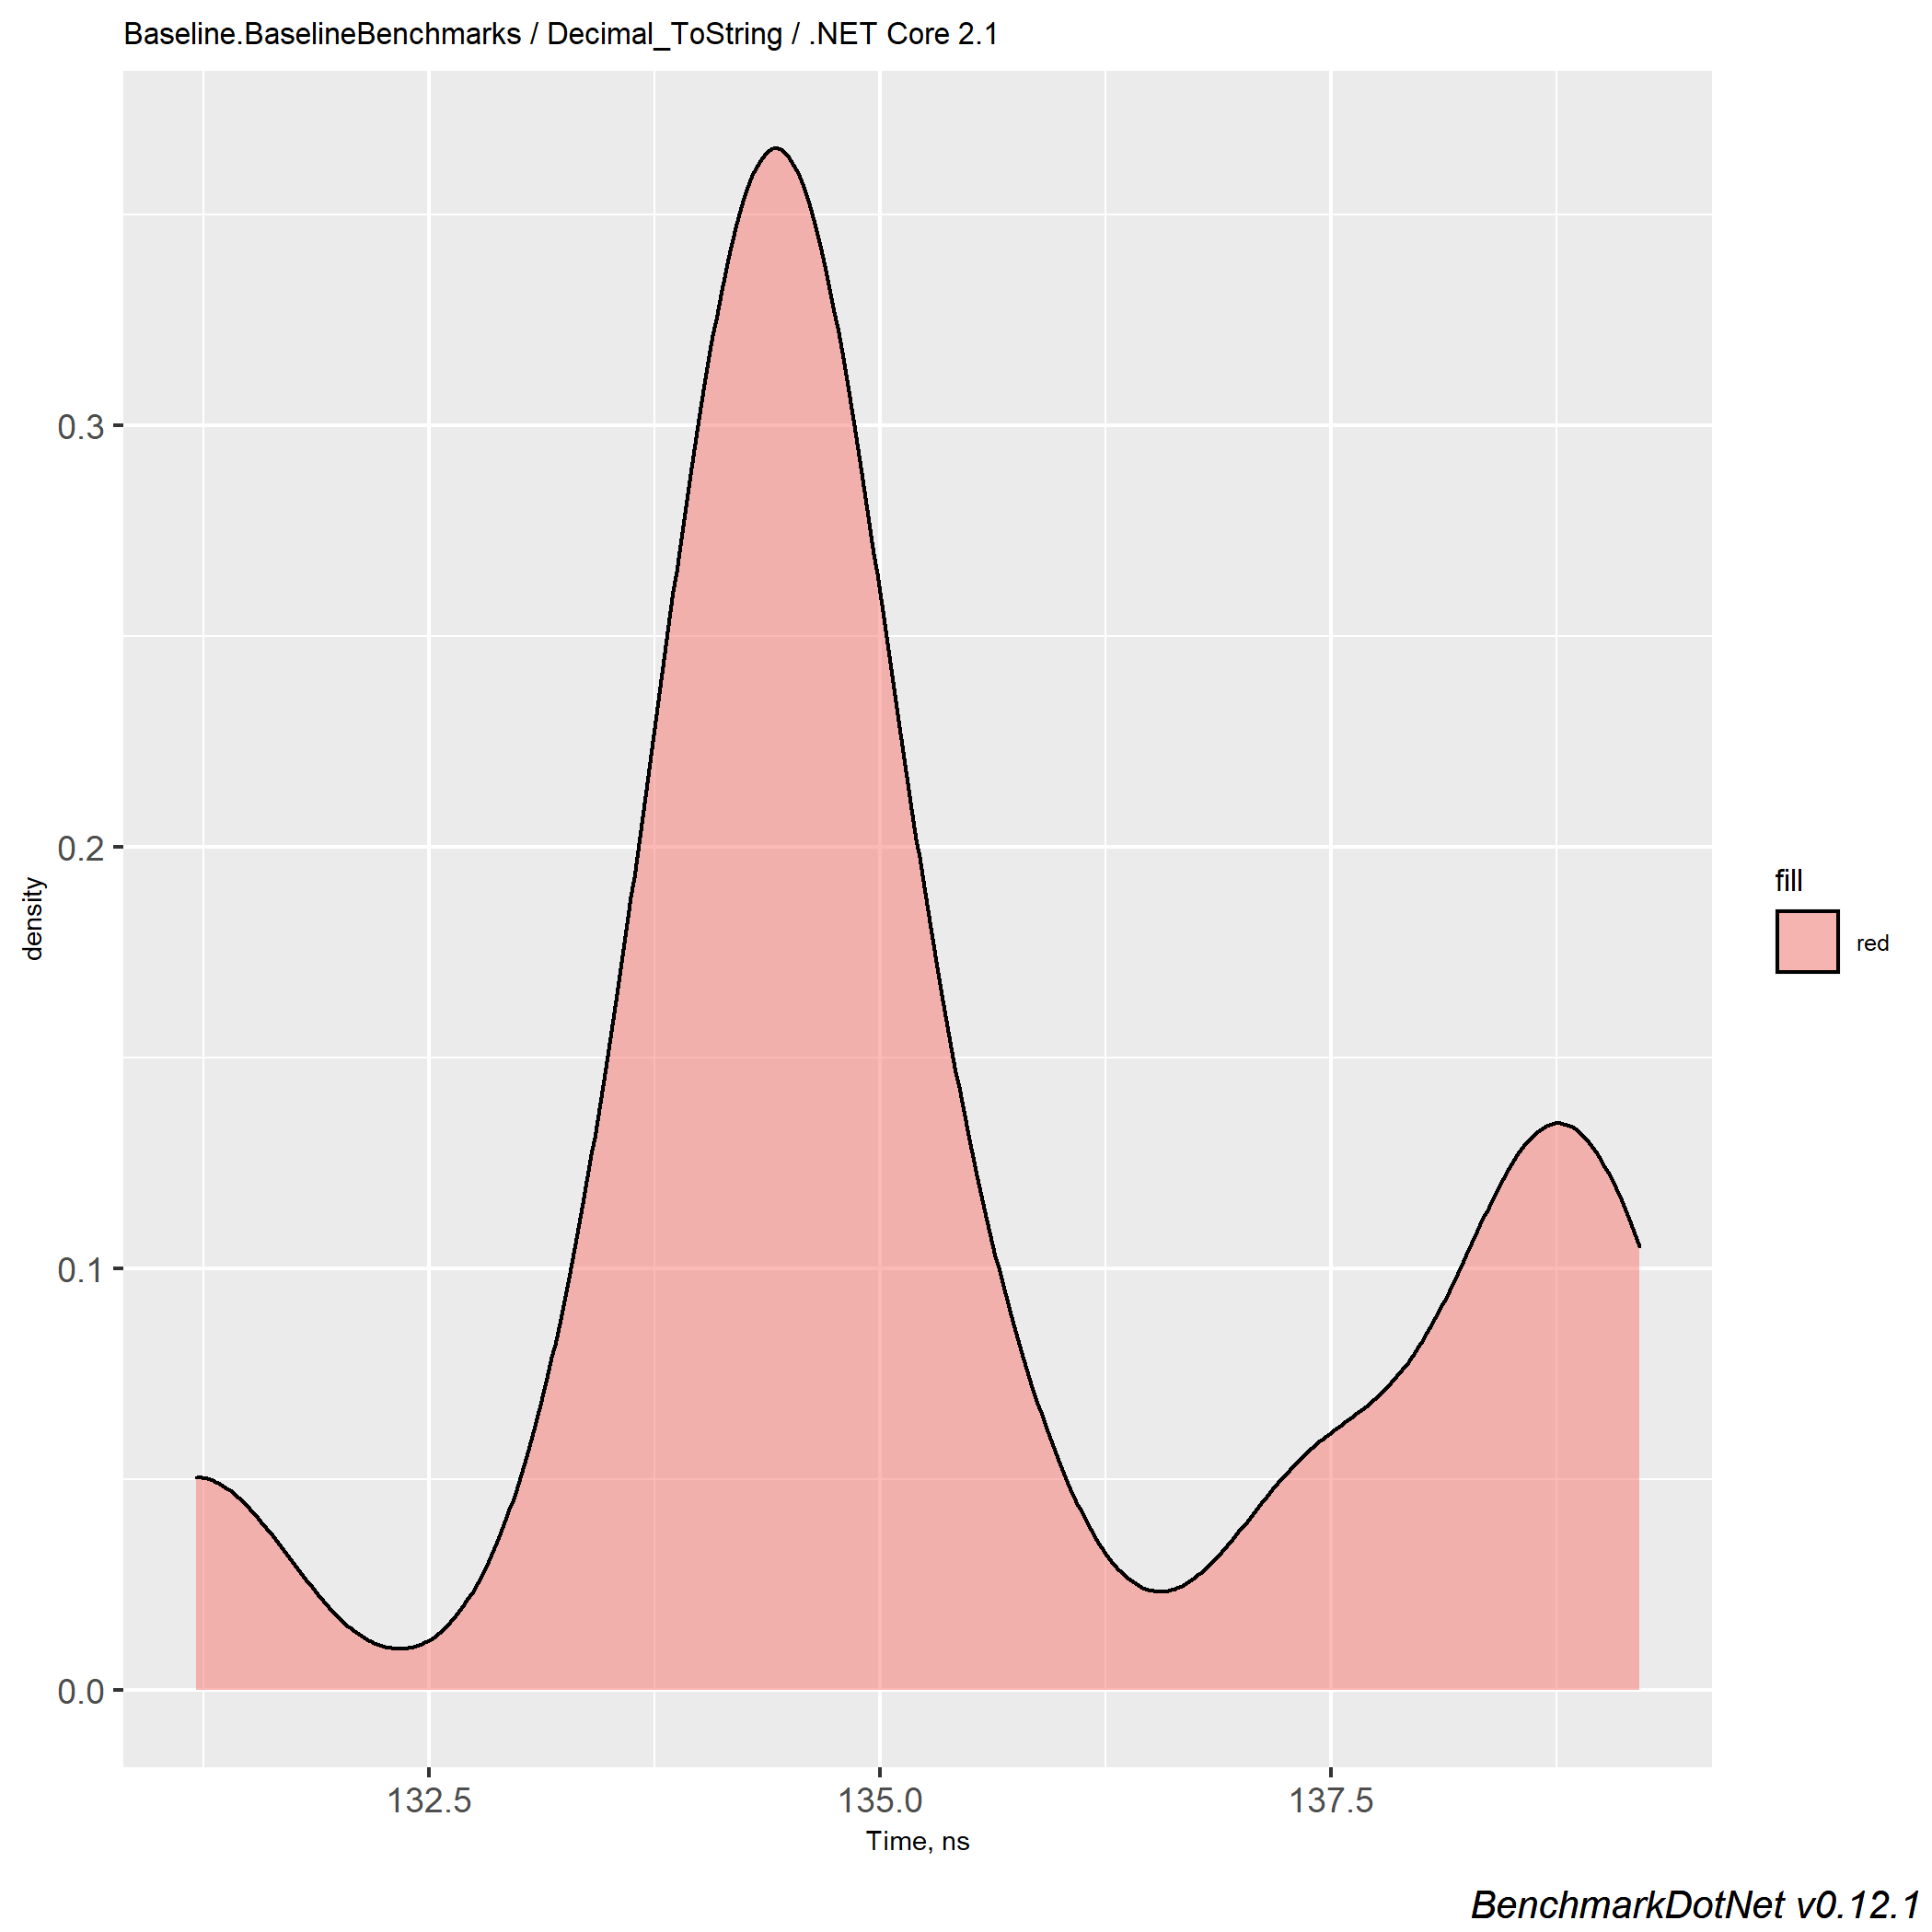 Baseline.BaselineBenchmarks / Decimal_ToString / .NET Core 2.1
0.3
0.2
0.1
0.0
density
132.5 135.0 137.5
Time, ns
fill
red
BenchmarkDotNet v0.12.1